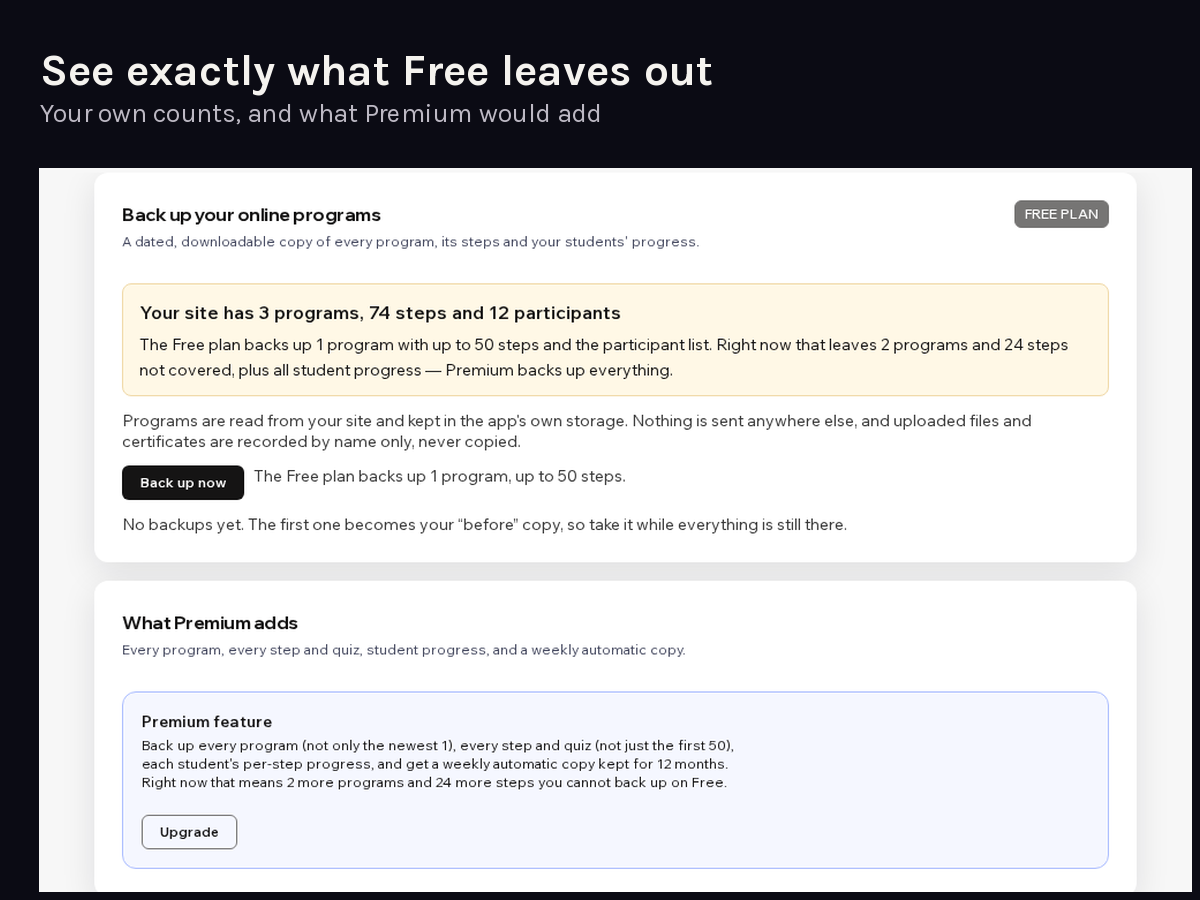 See exactly what Free leaves out
Your own counts, and what Premium would add
Back up your online programs
FREE PLAN
A dated, downloadable copy of every program, its steps and your students' progress.
Your site has 3 programs, 74 steps and 12 participants
The Free plan backs up 1 program with up to 50 steps and the participant list. Right now that leaves 2 programs and 24 steps
not covered, plus all student progress — Premium backs up everything.
Programs are read from your site and kept in the app's own storage. Nothing is sent anywhere else, and uploaded files and
certificates are recorded by name only, never copied.
Back up now
The Free plan backs up 1 program, up to 50 steps.
No backups yet. The first one becomes your “before” copy, so take it while everything is still there.
What Premium adds
Every program, every step and quiz, student progress, and a weekly automatic copy.
Premium feature
Back up every program (not only the newest 1), every step and quiz (not just the first 50),
each student's per-step progress, and get a weekly automatic copy kept for 12 months.
Right now that means 2 more programs and 24 more steps you cannot back up on Free.
Upgrade